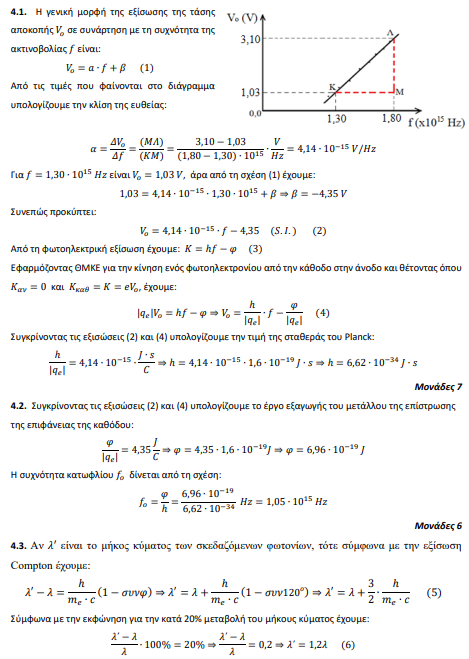 4.1. Η γενική μορφή της εξίσωσης της τάσης
αποκοπής V₀ σε συνάρτηση με τη συχνότητα της
ακτινοβολίας f είναι:
V₀ = α · f + β (1)
Από τις τιμές που φαίνονται στο διάγραμμα
υπολογίζουμε την κλίση της ευθείας:
V₀ (V)
3,10
Λ
1,03
Κ
Μ
0,0
1,30
1,80
f (x10¹⁵ Hz)
α = ΔV₀/Δf = (ΜΛ)/(ΚΜ) = (3,10 − 1,03)/((1,80 − 1,30) · 10¹⁵) · V/Hz = 4,14 · 10⁻¹⁵ V/Hz
Για f = 1,30 · 10¹⁵ Hz είναι V₀ = 1,03 V, άρα από τη σχέση (1) έχουμε:
1,03 = 4,14 · 10⁻¹⁵ · 1,30 · 10¹⁵ + β ⇒ β = −4,35 V
Συνεπώς προκύπτει:
V₀ = 4,14 · 10⁻¹⁵ · f − 4,35 (S.I.) (2)
Από τη φωτοηλεκτρική εξίσωση έχουμε: K = hf − φ (3)
Εφαρμόζοντας ΘΜΚΕ για την κίνηση ενός φωτοηλεκτρονίου από την κάθοδο στην άνοδο και θέτοντας όπου
Kαν = 0 και Kκαθ = K = eV₀, έχουμε:
|qₑ|V₀ = hf − φ ⇒ V₀ = h/|qₑ| · f − φ/|qₑ| (4)
Συγκρίνοντας τις εξισώσεις (2) και (4) υπολογίζουμε την τιμή της σταθεράς του Planck:
h/|qₑ| = 4,14 · 10⁻¹⁵ · J · s/C ⇒ h = 4,14 · 10⁻¹⁵ · 1,6 · 10⁻¹⁹ J · s ⇒ h = 6,62 · 10⁻³⁴ J · s
Μονάδες 7
4.2. Συγκρίνοντας τις εξισώσεις (2) και (4) υπολογίζουμε το έργο εξαγωγής του μετάλλου της επίστρωσης
της επιφάνειας της καθόδου:
φ/|qₑ| = 4,35 J/C ⇒ φ = 4,35 · 1,6 · 10⁻¹⁹ J ⇒ φ = 6,96 · 10⁻¹⁹ J
Η συχνότητα κατωφλίου f₀ δίνεται από τη σχέση:
f₀ = φ/h = (6,96 · 10⁻¹⁹)/(6,62 · 10⁻³⁴) Hz = 1,05 · 10¹⁵ Hz
Μονάδες 6
4.3. Αν λ′ είναι το μήκος κύματος των σκεδαζόμενων φωτονίων, τότε σύμφωνα με την εξίσωση
Compton έχουμε:
λ′ − λ = h/(mₑ · c) (1 − συνφ) ⇒ λ′ = λ + h/(mₑ · c) (1 − συν120ᵒ) ⇒ λ′ = λ + 3/2 · h/(mₑ · c) (5)
Σύμφωνα με την εκφώνηση για την κατά 20% μεταβολή του μήκους κύματος έχουμε:
(λ′ − λ)/λ · 100% = 20% ⇒ (λ′ − λ)/λ = 0,2 ⇒ λ′ = 1,2λ (6)